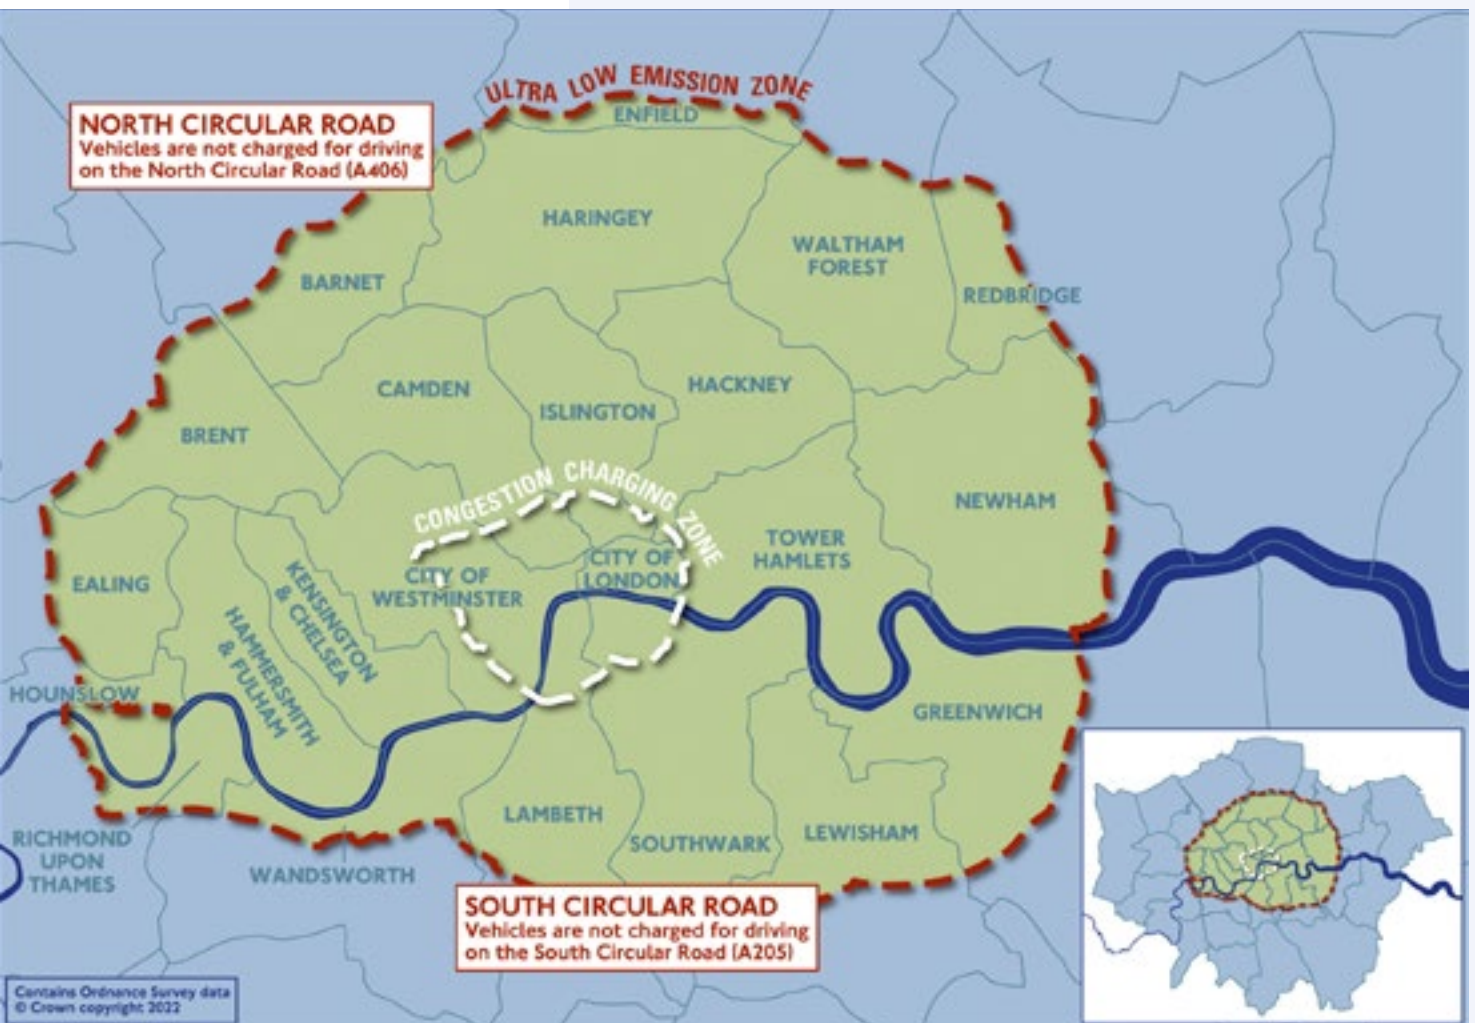 ULTRA LOW EMISSION ZONE
ENFIELD
NORTH CIRCULAR ROAD
Vehicles are not charged for driving
on the North Circular Road (A406)
HARINGEY
WALTHAM
FOREST
BARNET
REDBRIDGE
CAMDEN
HACKNEY
ISLINGTON
BRENT
CONGESTION CHARGING ZONE
NEWHAM
TOWER
HAMLETS
CITY OF
LONDON
CITY OF
WESTMINSTER
EALING
KENSINGTON
& CHELSEA
HAMMERSMITH
& FULHAM
HOUNSLOW
GREENWICH
LAMBETH
SOUTHWARK
LEWISHAM
RICHMOND
UPON
THAMES
WANDSWORTH
SOUTH CIRCULAR ROAD
Vehicles are not charged for driving
on the South Circular Road (A205)
Contains Ordnance Survey data
© Crown copyright 2022